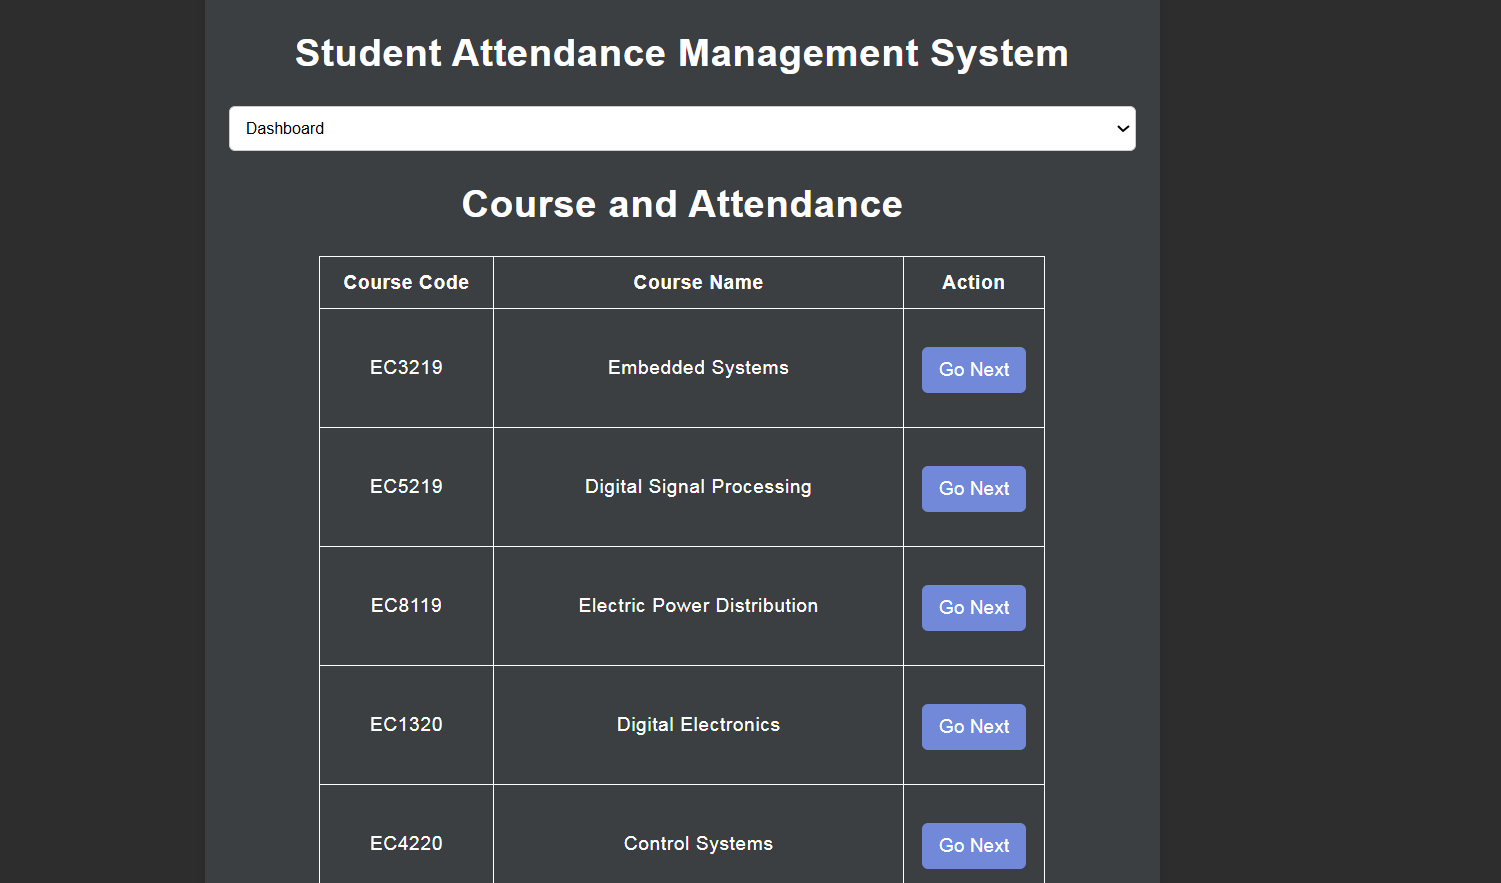 Student Attendance Management System
Dashboard
Course and Attendance
Course Code Course Name Action
EC3219 Embedded Systems Go Next
EC5219 Digital Signal Processing Go Next
EC8119 Electric Power Distribution Go Next
EC1320 Digital Electronics Go Next
EC4220 Control Systems Go Next